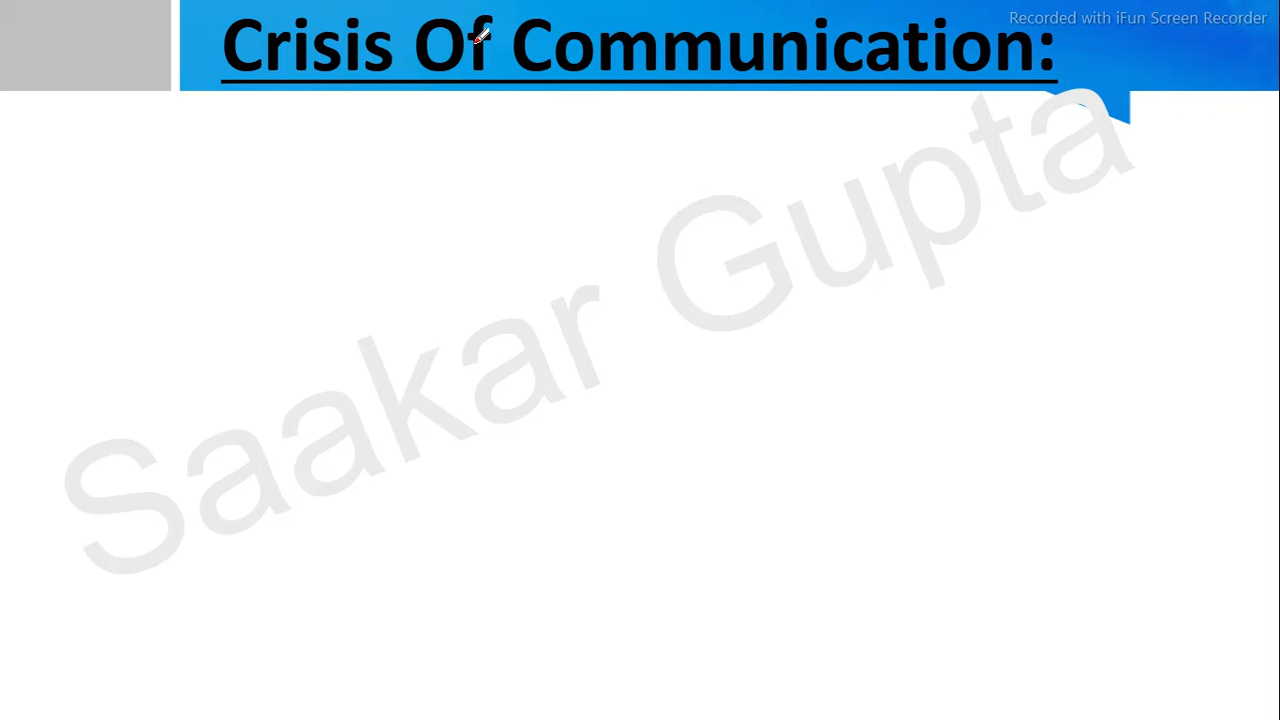 Recorded with iFun Screen Recorder
Crisis Of Communication:
Saakar Gupta